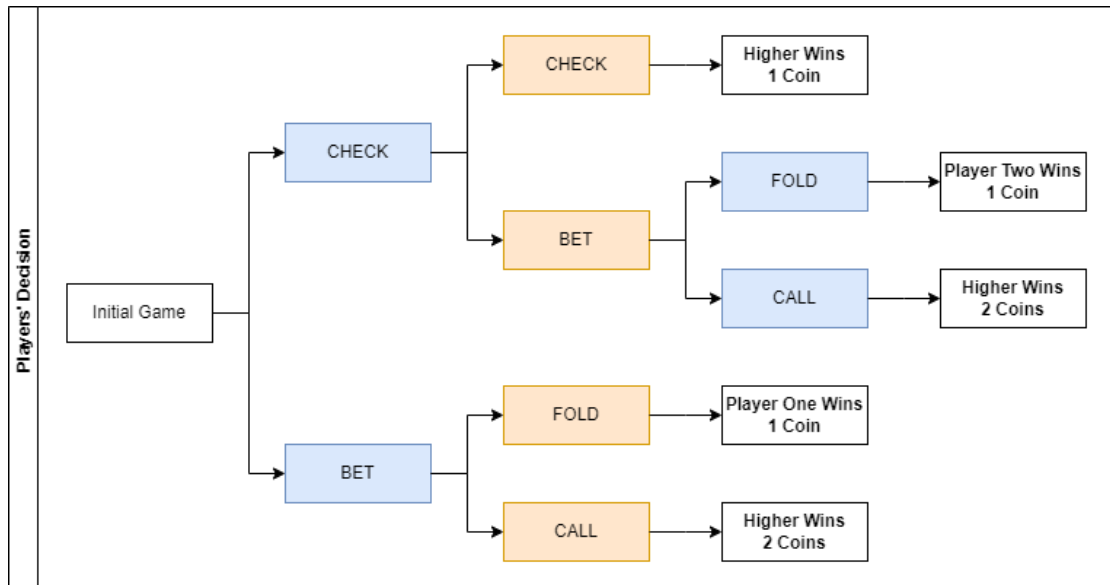 Players' Decision
Initial Game
CHECK
CHECK
Higher Wins
1 Coin
BET
FOLD
Player Two Wins
1 Coin
CALL
Higher Wins
2 Coins
BET
FOLD
Player One Wins
1 Coin
CALL
Higher Wins
2 Coins